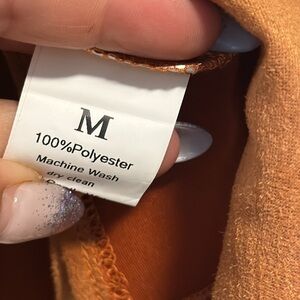 M
100%Polyester
Machine Wash
dry clean